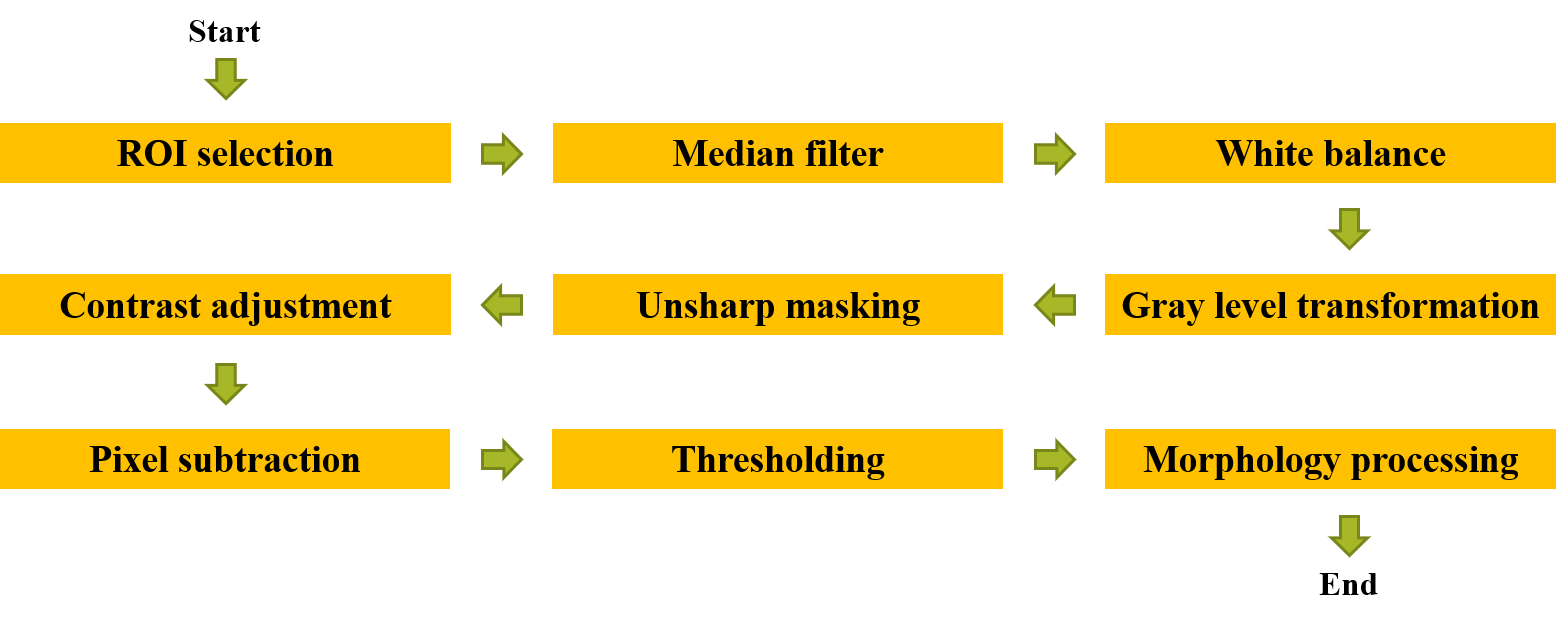 Start
ROI selection
Median filter
White balance
Gray level transformation
Unsharp masking
Contrast adjustment
Pixel subtraction
Thresholding
Morphology processing
End